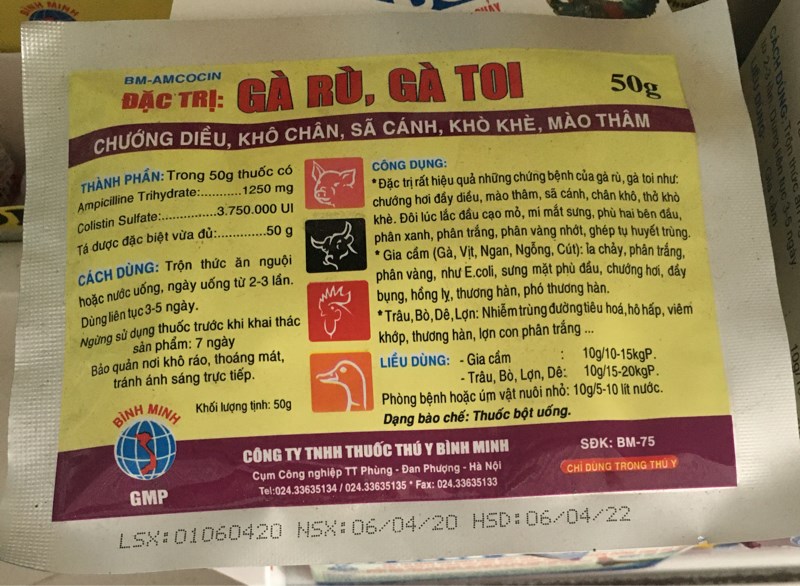 BÌNH MINH
BM-AMCOCIN
ĐẶC TRỊ: GÀ RÙ, GÀ TOI
50g
CHƯỚNG DIỀU, KHÔ CHÂN, SÃ CÁNH, KHÒ KHÈ, MÀO THÂM
THÀNH PHẦN: Trong 50g thuốc có
Ampicilline Trihydrate:...........1250 mg
Colistin Sulfate:..............3.750.000 UI
Tá dược đặc biệt vừa đủ:............50 g
CÁCH DÙNG: Trộn thức ăn nguội
hoặc nước uống, ngày uống từ 2-3 lần.
Dùng liên tục 3-5 ngày.
Ngừng sử dụng thuốc trước khi khai thác
sản phẩm: 7 ngày
Bảo quản nơi khô ráo, thoáng mát,
tránh ánh sáng trực tiếp.
Khối lượng tịnh: 50g
CÔNG DỤNG:
*Đặc trị rất hiệu quả những chứng bệnh của gà rù, gà toi như:
chướng hơi đầy diều, mào thâm, sã cánh, chân khô, thở khò
khè. Đôi lúc lắc đầu cạo mỏ, mi mắt sưng, phù hai bên đầu,
phân xanh, phân trắng, phân vàng nhớt, ghép tụ huyết trùng.
* Gia cầm (Gà, Vịt, Ngan, Ngỗng, Cút): Ỉa chảy, phân trắng,
phân vàng, như E.coli, sưng mặt phù đầu, chướng hơi, đầy
bụng, hồng lỵ, thương hàn, phó thương hàn.
*Trâu, Bò, Dê, Lợn: Nhiễm trùng đường tiêu hoá, hô hấp, viêm
khớp, thương hàn, lợn con phân trắng ...
LIỀU DÙNG: - Gia cầm : 10g/10-15kgP.
- Trâu, Bò, Lợn, Dê: 10g/15-20kgP.
Phòng bệnh hoặc úm vật nuôi nhỏ: 10g/5-10 lít nước.
Dạng bào chế: Thuốc bột uống.
BÌNH MINH
GMP
CÔNG TY TNHH THUỐC THÚ Y BÌNH MINH
Cụm Công nghiệp TT Phùng - Đan Phượng - Hà Nội
Tel:024.33635134 / 024.33635135 * Fax: 024.33635133
SĐK: BM-75
CHỈ DÙNG TRONG THÚ Y
LSX:01060420 NSX:06/04/20 HSD:06/04/22
CÁCH DÙNG:
LIỀU DÙNG: